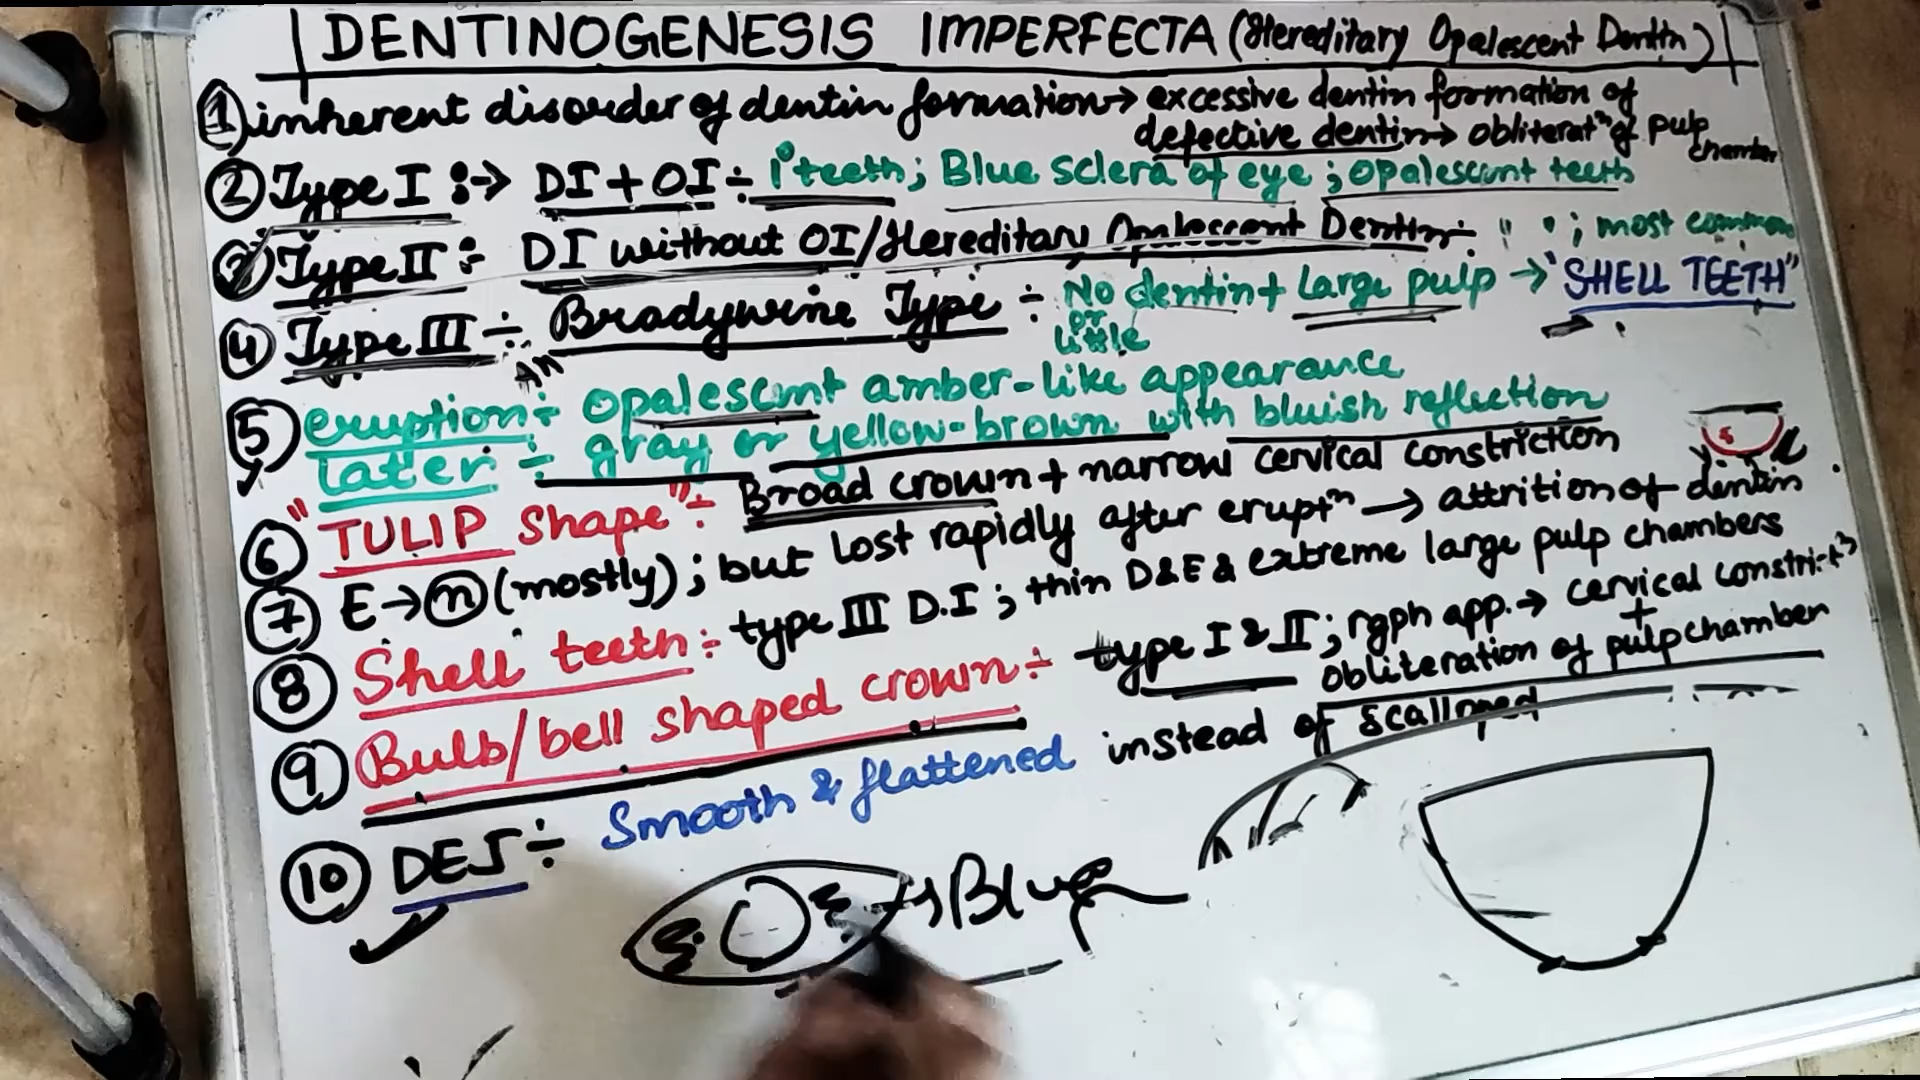 DENTINOGENESIS IMPERFECTA (Hereditary Opalescent Dentin)
① inherent disorder of dentin formation → excessive dentin formation of
defective dentin → obliteratⁿ of pulp chamber
② Type I :→ DI + OI ÷ 1° teeth ; Blue sclera of eye ; opalescent teeth
③ Type II ÷ DI without OI / Hereditary Opalescent Dentin ÷ " " ; most common
④ Type III ÷ Bradywine Type ÷ No dentin + Large pulp → "SHELL TEETH"
or
little
⑤ eruption ÷ opalescent amber-like appearance
later ÷ gray or yellow-brown with bluish reflection
⑥ "TULIP Shape" ÷ Broad crown + narrow cervical constriction
⑦ E → ⓝ (mostly) ; but lost rapidly after eruptⁿ → attrition of dentin
⑧ Shell teeth ÷ type III D.I ; thin D & E & extreme large pulp chambers
⑨ Bulb/bell shaped crown ÷ type I & II ; rgph app. → cervical constrictⁿ
+
obliteration of pulp chamber
⑩ DEJ ÷ Smooth & flattened instead of scalloped
→ Blue